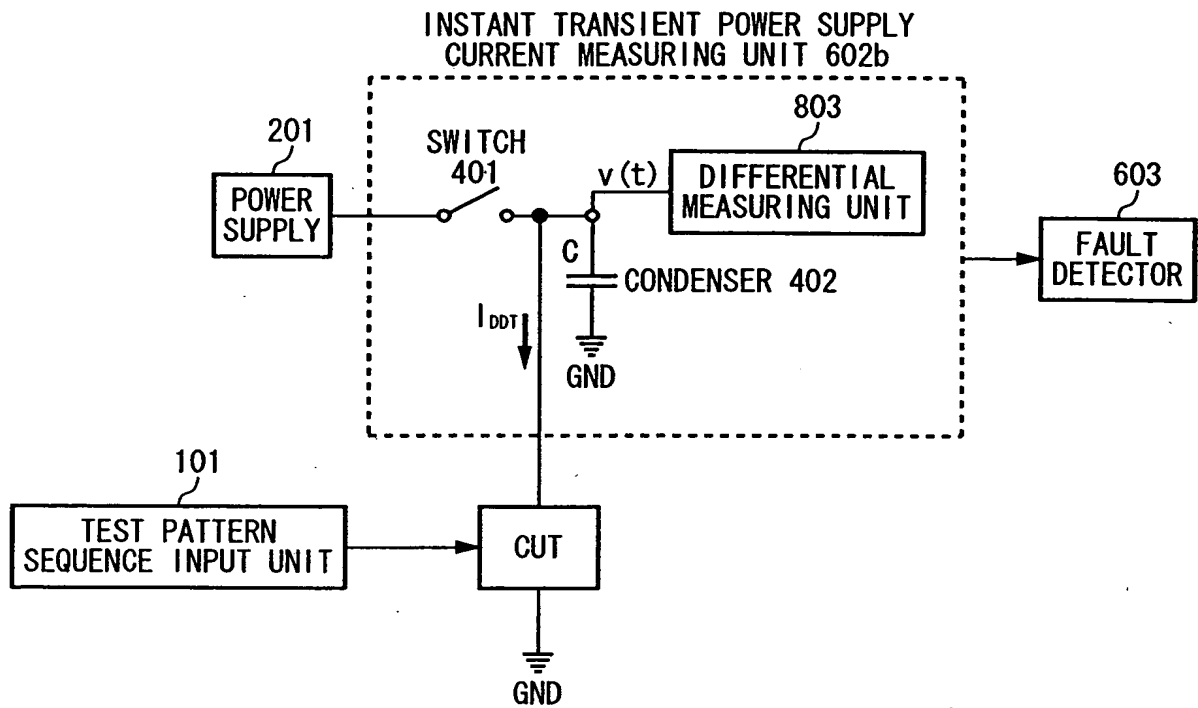 INSTANT TRANSIENT POWER SUPPLY
CURRENT MEASURING UNIT 602b
201
POWER
SUPPLY
SWITCH
401
v(t)
803
DIFFERENTIAL
MEASURING UNIT
603
FAULT
DETECTOR
C
CONDENSER 402
GND
IDDT
101
TEST PATTERN
SEQUENCE INPUT UNIT
CUT
GND